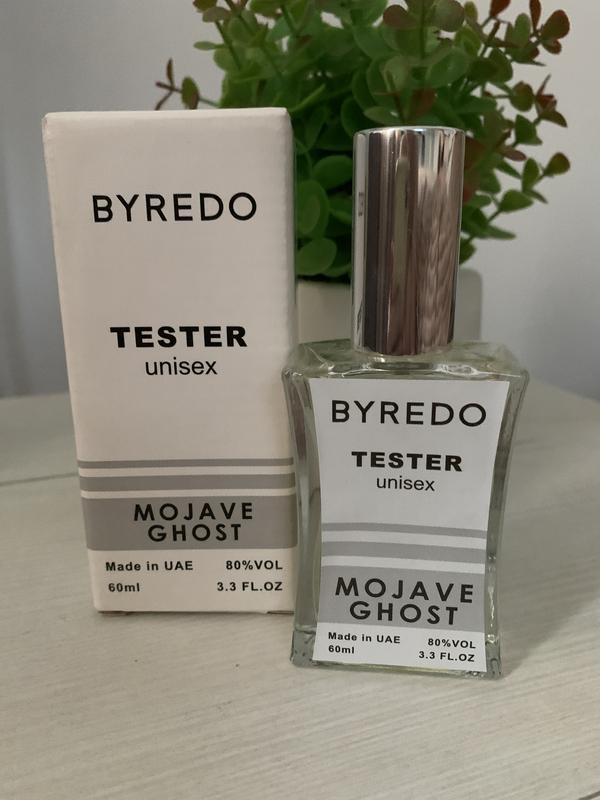 BYREDO
TESTER
unisex
MOJAVE
GHOST
Made in UAE 80%VOL
60ml 3.3 FL.OZ
BYREDO
TESTER
unisex
MOJAVE
GHOST
Made in UAE 80%VOL
60ml 3.3 FL.OZ